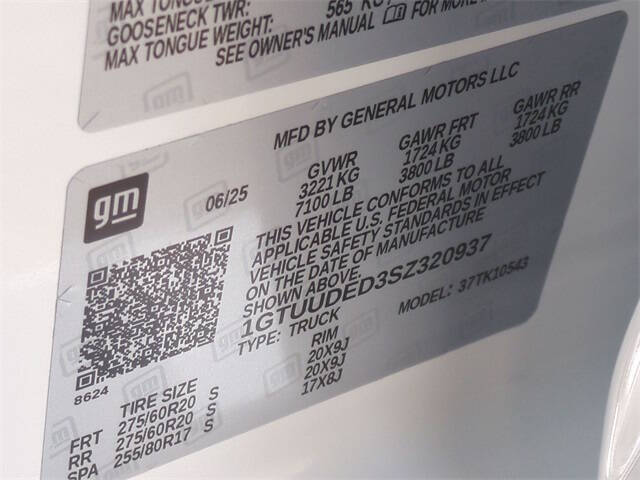 MAX TONGUE
GOOSENECK TWR: 565 KG
MAX TONGUE WEIGHT:
SEE OWNER'S MANUAL FOR MORE
MFD BY GENERAL MOTORS LLC
gm
06/25
GVWR GAWR FRT GAWR RR
3221 KG 1724 KG 1724 KG
7100 LB 3800 LB 3800 LB
THIS VEHICLE CONFORMS TO ALL
APPLICABLE U.S. FEDERAL MOTOR
VEHICLE SAFETY STANDARDS IN EFFECT
ON THE DATE OF MANUFACTURE
SHOWN ABOVE.
1GTUUDED3SZ320937
TYPE: TRUCK MODEL: 37TK10543
8624
TIRE SIZE RIM
FRT 275/60R20 S 20X9J
RR 275/60R20 S 20X9J
SPA 255/80R17 S 17X8J